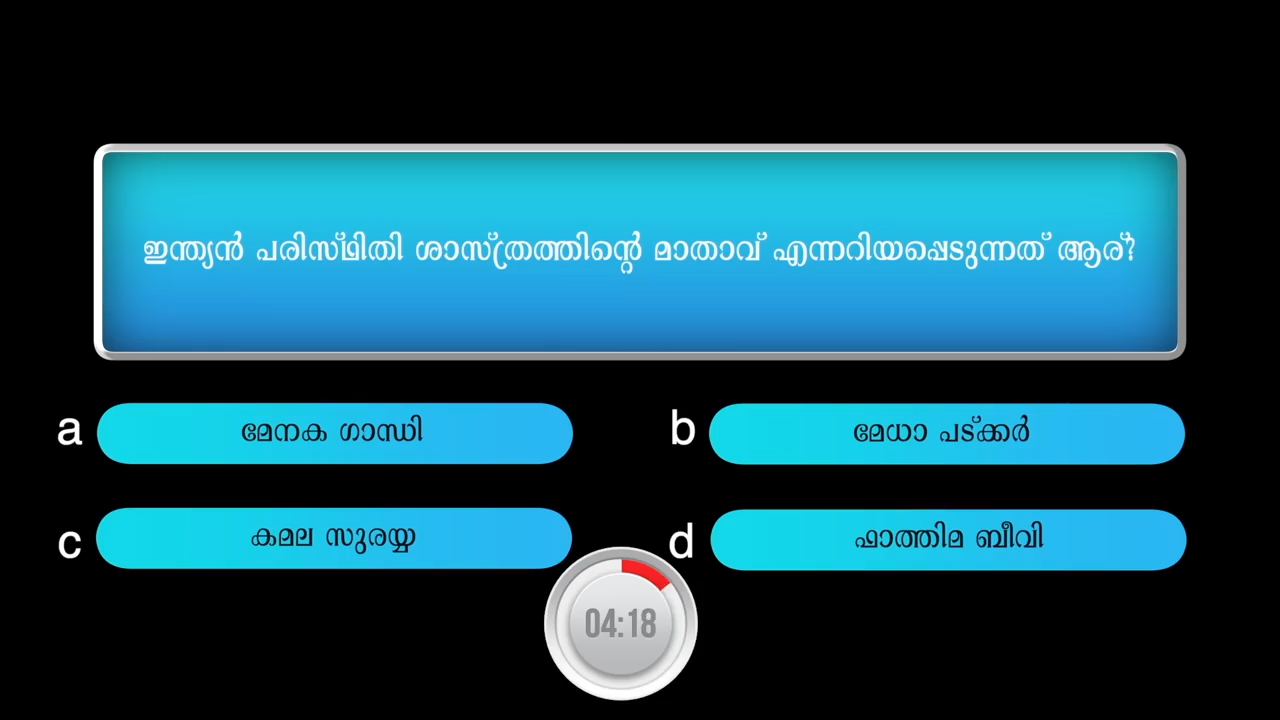 ഇന്ത്യൻ പരിസ്ഥിതി ശാസ്ത്രത്തിന്റെ മാതാവ് എന്നറിയപ്പെടുന്നത് ആര്?
a മേനക ഗാന്ധി
b മേധാ പട്ക്കർ
c കമല സുരയ്യ
d ഫാത്തിമ ബീവി
04:18